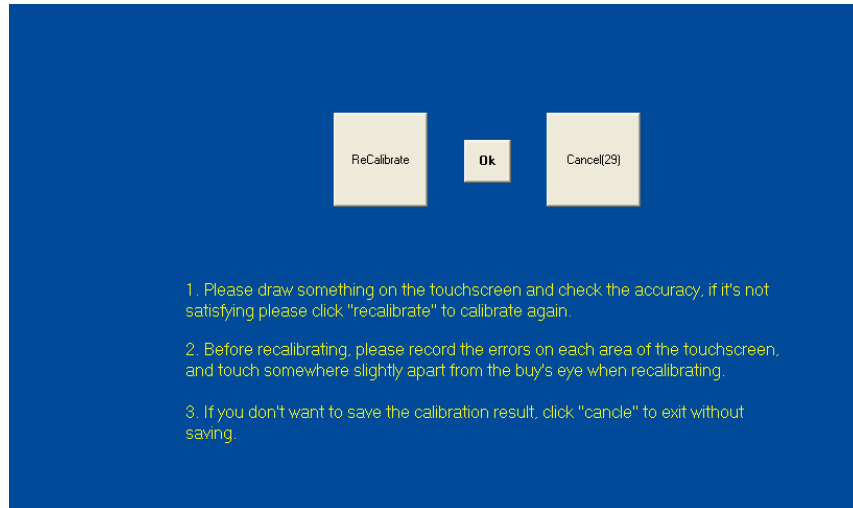 ReCalibrate
Ok
Cancel(29)
1. Please draw something on the touchscreen and check the accuracy, if it's not
satisfying please click "recalibrate" to calibrate again.
2. Before recalibrating, please record the errors on each area of the touchscreen,
and touch somewhere slightly apart from the buy's eye when recalibrating.
3. If you don't want to save the calibration result, click "cancle" to exit without
saving.